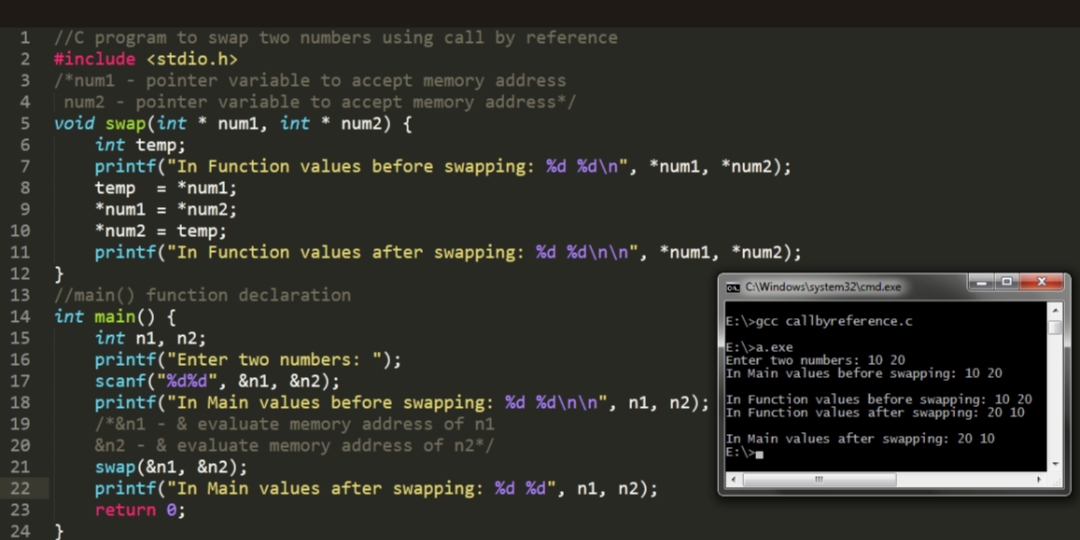 1 //C program to swap two numbers using call by reference
2 #include <stdio.h>
3 /*num1 - pointer variable to accept memory address
4  num2 - pointer variable to accept memory address*/
5 void swap(int * num1, int * num2) {
6     int temp;
7     printf("In Function values before swapping: %d %d\n", *num1, *num2);
8     temp  = *num1;
9     *num1 = *num2;
10     *num2 = temp;
11     printf("In Function values after swapping: %d %d\n\n", *num1, *num2);
12 }
13 //main() function declaration
14 int main() {
15     int n1, n2;
16     printf("Enter two numbers: ");
17     scanf("%d%d", &n1, &n2);
18     printf("In Main values before swapping: %d %d\n\n", n1, n2);
19     /*&n1 - & evaluate memory address of n1
20     &n2 - & evaluate memory address of n2*/
21     swap(&n1, &n2);
22     printf("In Main values after swapping: %d %d", n1, n2);
23     return 0;
24 }
C:\Windows\system32\cmd.exe
E:\>gcc callbyreference.c
E:\>a.exe
Enter two numbers: 10 20
In Main values before swapping: 10 20
In Function values before swapping: 10 20
In Function values after swapping: 20 10
In Main values after swapping: 20 10
E:\>